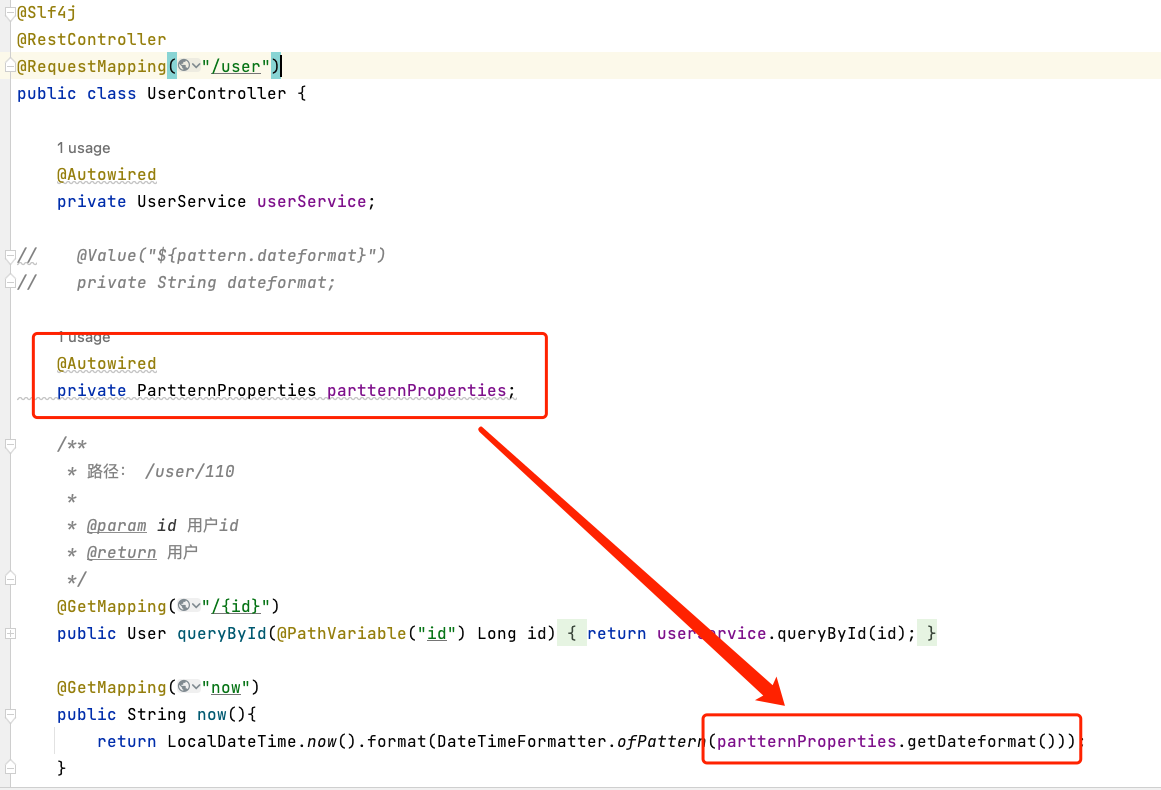 @Slf4j
@RestController
@RequestMapping("/user")
public class UserController {
1 usage
@Autowired
private UserService userService;
// @Value("${pattern.dateformat}")
// private String dateformat;
1 usage
@Autowired
private PartternProperties partternProperties;
/**
* 路径： /user/110
*
* @param id 用户id
* @return 用户
*/
@GetMapping("/{id}")
public User queryById(@PathVariable("id") Long id) { return userService.queryById(id); }
@GetMapping("now")
public String now(){
return LocalDateTime.now().format(DateTimeFormatter.ofPattern(partternProperties.getDateformat()));
}